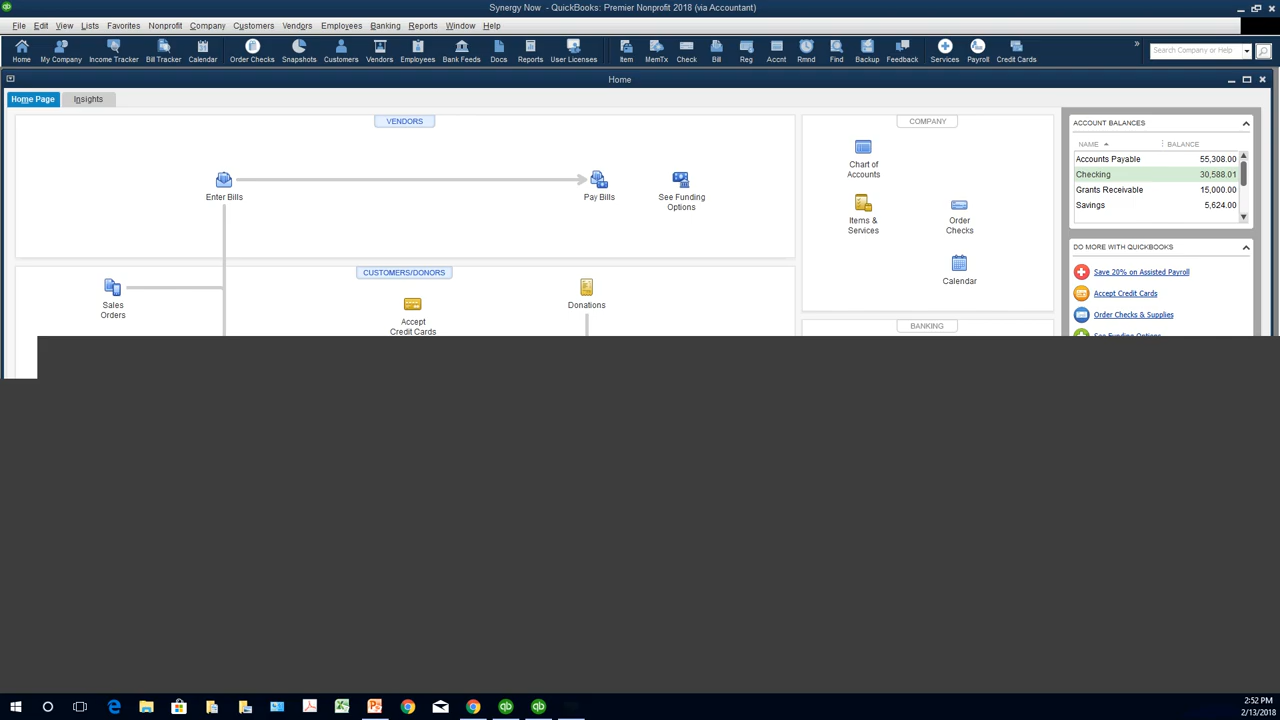 Synergy Now - QuickBooks: Premier Nonprofit 2018 (via Accountant)
File Edit View Lists Favorites Nonprofit Company Customers Vendors Employees Banking Reports Window Help
Home My Company Income Tracker Bill Tracker Calendar Order Checks Snapshots Customers Vendors Employees Bank Feeds Docs Reports User Licenses Item MemTx Check Bill Reg Accnt Rmnd Find Backup Feedback Services Payroll Credit Cards
Search Company or Help
Home
Home Page Insights
VENDORS
Enter Bills
Pay Bills
See Funding
Options
CUSTOMERS/DONORS
Sales
Orders
Accept
Credit Cards
Donations
COMPANY
Chart of
Accounts
Items &
Services
Order
Checks
Calendar
BANKING
ACCOUNT BALANCES
NAME BALANCE
Accounts Payable 55,308.00
Checking 30,588.01
Grants Receivable 15,000.00
Savings 5,624.00
DO MORE WITH QUICKBOOKS
Save 20% on Assisted Payroll
Accept Credit Cards
Order Checks & Supplies
See Funding Options
2:52 PM
2/13/2018